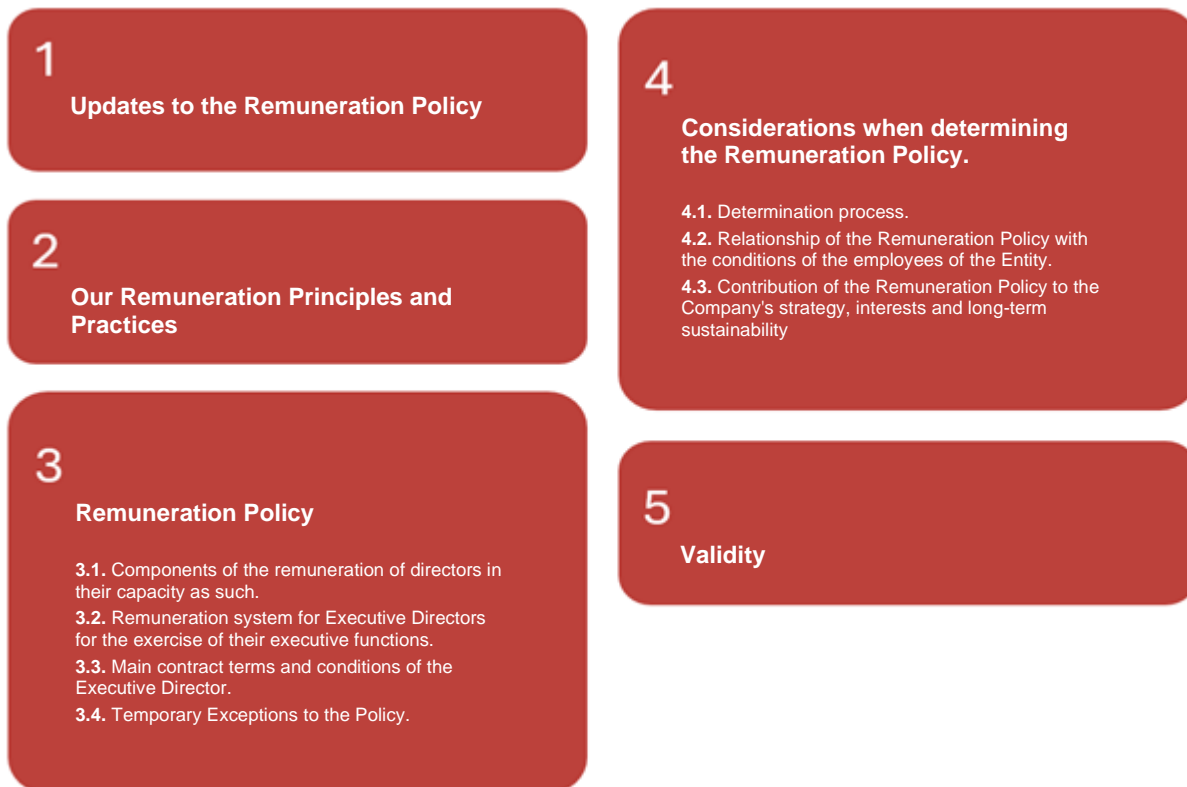 1
Updates to the Remuneration Policy
2
Our Remuneration Principles and
Practices
3
Remuneration Policy
3.1. Components of the remuneration of directors in
their capacity as such.
3.2. Remuneration system for Executive Directors
for the exercise of their executive functions.
3.3. Main contract terms and conditions of the
Executive Director.
3.4. Temporary Exceptions to the Policy.
4
Considerations when determining
the Remuneration Policy.
4.1. Determination process.
4.2. Relationship of the Remuneration Policy with
the conditions of the employees of the Entity.
4.3. Contribution of the Remuneration Policy to the
Company's strategy, interests and long-term
sustainability
5
Validity